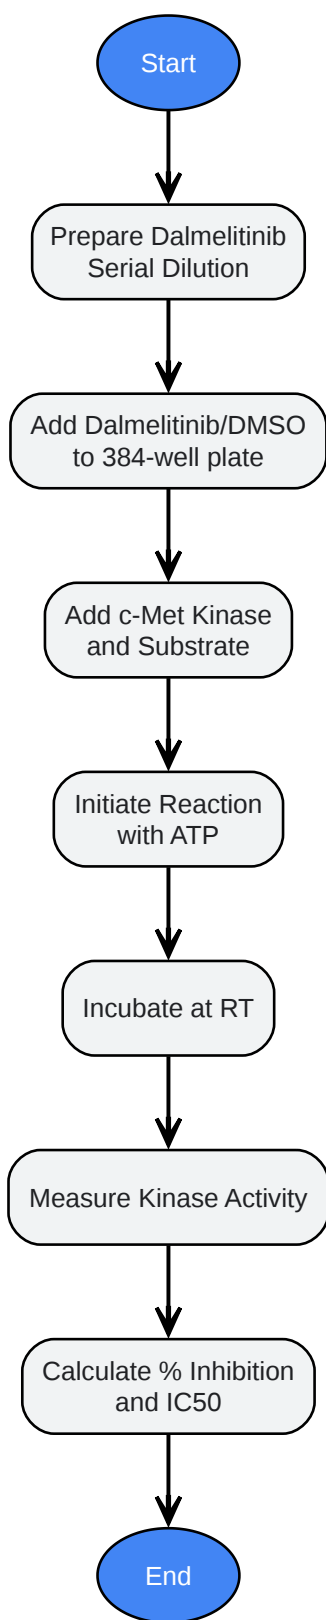 Start
Prepare Dalmelitinib
Serial Dilution
Add Dalmelitinib/DMSO
to 384-well plate
Add c-Met Kinase
and Substrate
Initiate Reaction
with ATP
Incubate at RT
Measure Kinase Activity
Calculate % Inhibition
and IC50
End